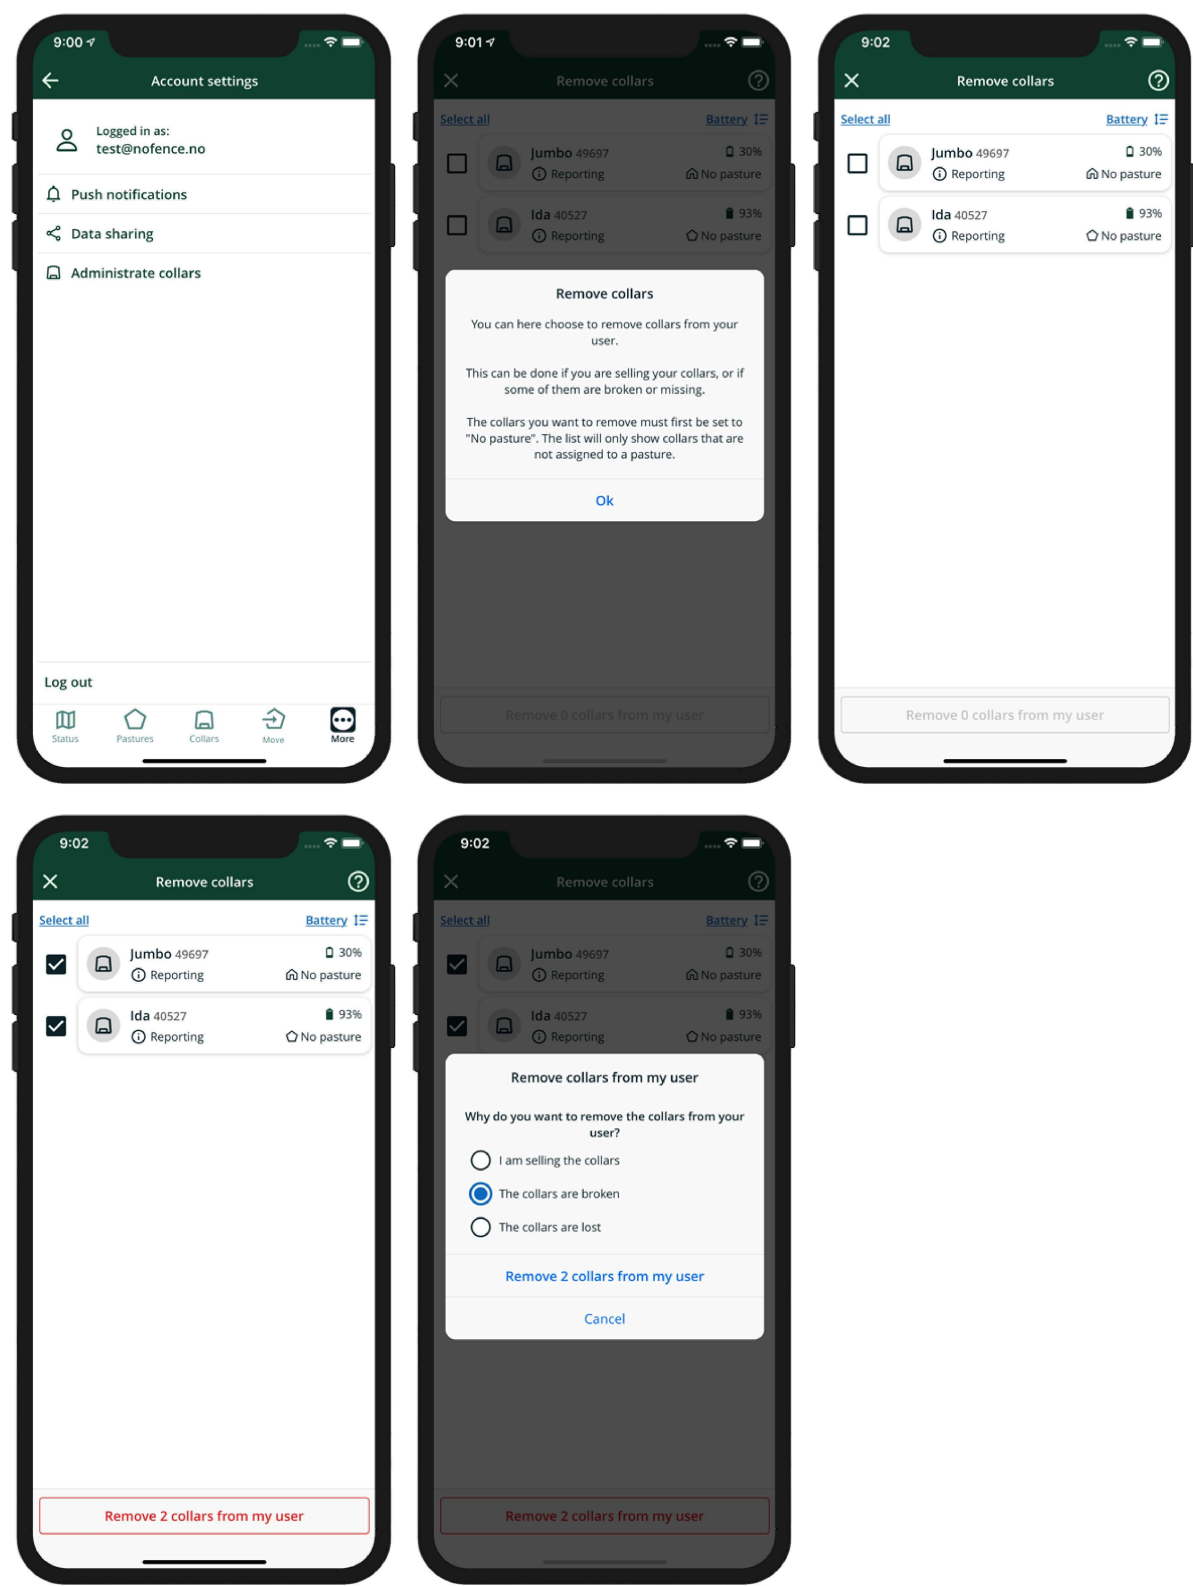 9:00
Account settings
Logged in as:
test@nofence.no
Push notifications
Data sharing
Administrate collars
Log out
Status
Pastures
Collars
Move
More
9:01
Remove collars
Select all
Battery
Jumbo 49697
30%
Reporting
No pasture
Ida 40527
93%
Reporting
No pasture
Remove collars
You can here choose to remove collars from your
user.
This can be done if you are selling your collars, or if
some of them are broken or missing.
The collars you want to remove must first be set to
"No pasture". The list will only show collars that are
not assigned to a pasture.
Ok
Remove 0 collars from my user
9:02
Remove collars
Select all
Battery
Jumbo 49697
30%
Reporting
No pasture
Ida 40527
93%
Reporting
No pasture
Remove 0 collars from my user
9:02
Remove collars
Select all
Battery
Jumbo 49697
30%
Reporting
No pasture
Ida 40527
93%
Reporting
No pasture
Remove 2 collars from my user
9:02
Remove collars
Select all
Battery
Jumbo 49697
30%
Reporting
No pasture
Ida 40527
93%
Reporting
No pasture
Remove collars from my user
Why do you want to remove the collars from your
user?
I am selling the collars
The collars are broken
The collars are lost
Remove 2 collars from my user
Cancel
Remove 2 collars from my user